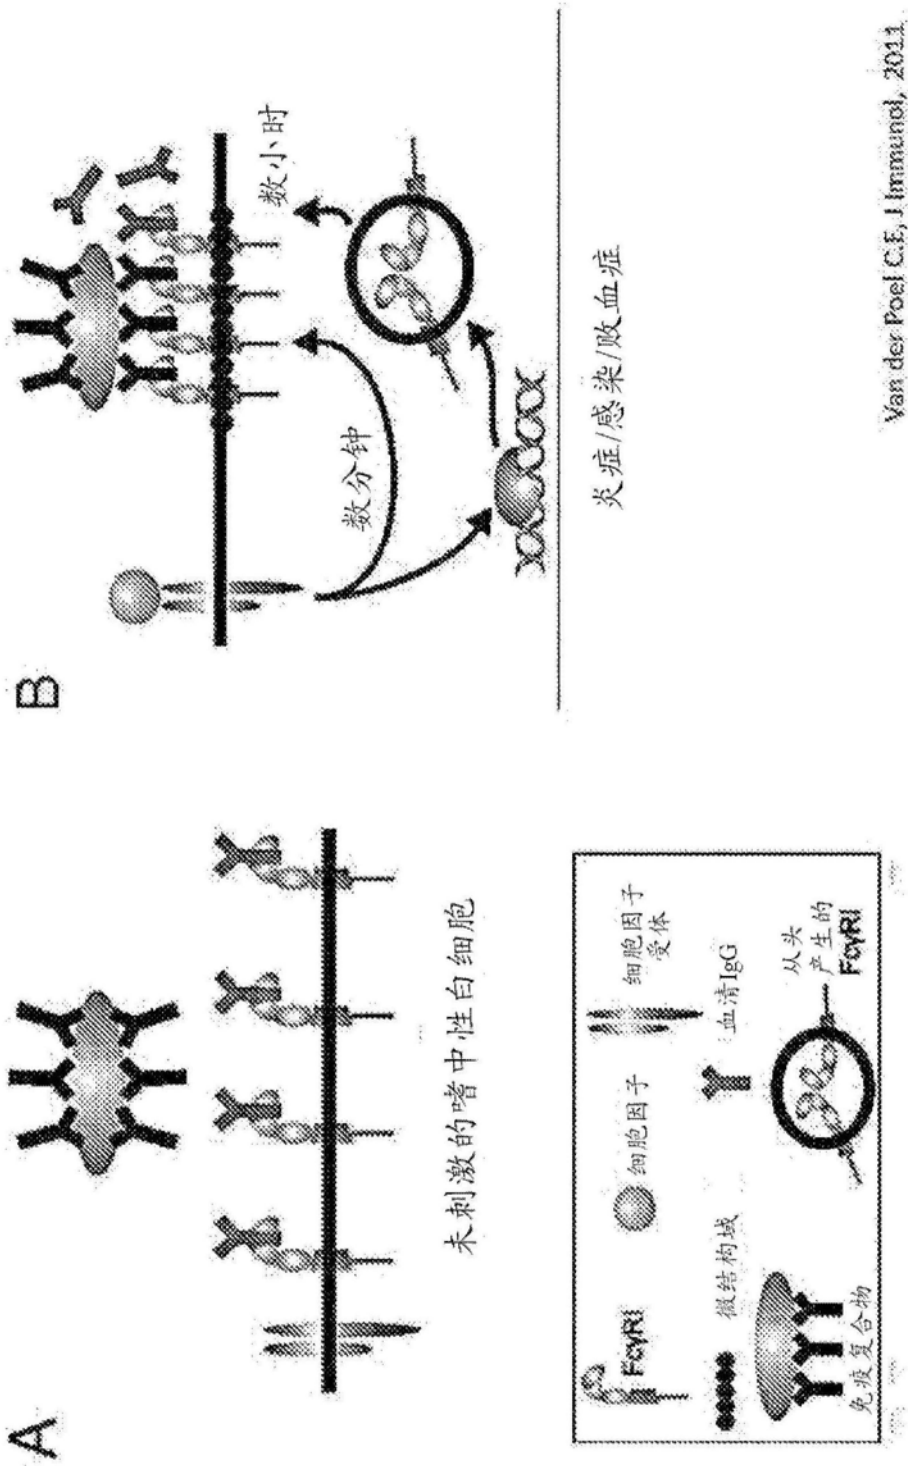 A
未刺激的嗜中性白细胞
B
数分钟
数小时
炎症/感染/败血症
FcγRI
细胞因子
细胞因子
受体
微结构域
血清IgG
免疫复合物
从头
产生的
FcγRI
Van der Poel C.E, J Immunol, 2011